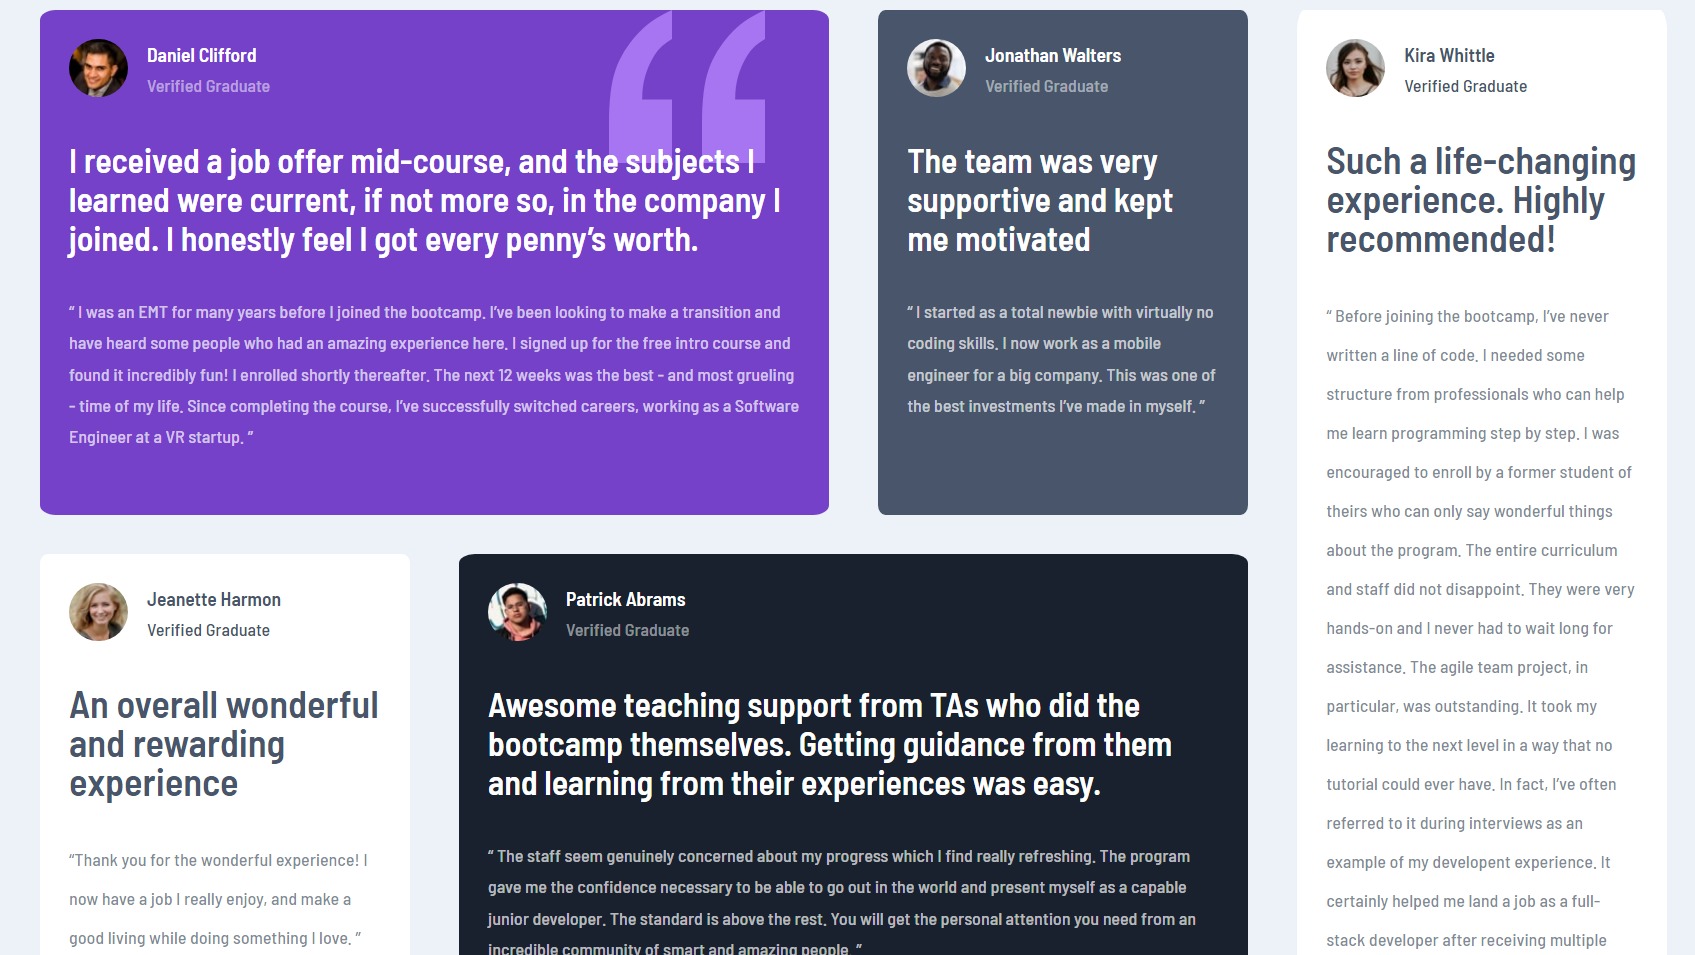 Daniel Clifford
Verified Graduate
I received a job offer mid-course, and the subjects I
learned were current, if not more so, in the company I
joined. I honestly feel I got every penny’s worth.
“ I was an EMT for many years before I joined the bootcamp. I’ve been looking to make a transition and
have heard some people who had an amazing experience here. I signed up for the free intro course and
found it incredibly fun! I enrolled shortly thereafter. The next 12 weeks was the best - and most grueling
- time of my life. Since completing the course, I’ve successfully switched careers, working as a Software
Engineer at a VR startup. ”
Jonathan Walters
Verified Graduate
The team was very
supportive and kept
me motivated
“ I started as a total newbie with virtually no
coding skills. I now work as a mobile
engineer for a big company. This was one of
the best investments I’ve made in myself. ”
Kira Whittle
Verified Graduate
Such a life-changing
experience. Highly
recommended!
“ Before joining the bootcamp, I’ve never
written a line of code. I needed some
structure from professionals who can help
me learn programming step by step. I was
encouraged to enroll by a former student of
theirs who can only say wonderful things
about the program. The entire curriculum
and staff did not disappoint. They were very
hands-on and I never had to wait long for
assistance. The agile team project, in
particular, was outstanding. It took my
learning to the next level in a way that no
tutorial could ever have. In fact, I’ve often
referred to it during interviews as an
example of my developent experience. It
certainly helped me land a job as a full-
stack developer after receiving multiple
Jeanette Harmon
Verified Graduate
An overall wonderful
and rewarding
experience
“Thank you for the wonderful experience! I
now have a job I really enjoy, and make a
good living while doing something I love. ”
Patrick Abrams
Verified Graduate
Awesome teaching support from TAs who did the
bootcamp themselves. Getting guidance from them
and learning from their experiences was easy.
“ The staff seem genuinely concerned about my progress which I find really refreshing. The program
gave me the confidence necessary to be able to go out in the world and present myself as a capable
junior developer. The standard is above the rest. You will get the personal attention you need from an
incredible community of smart and amazing people. ”